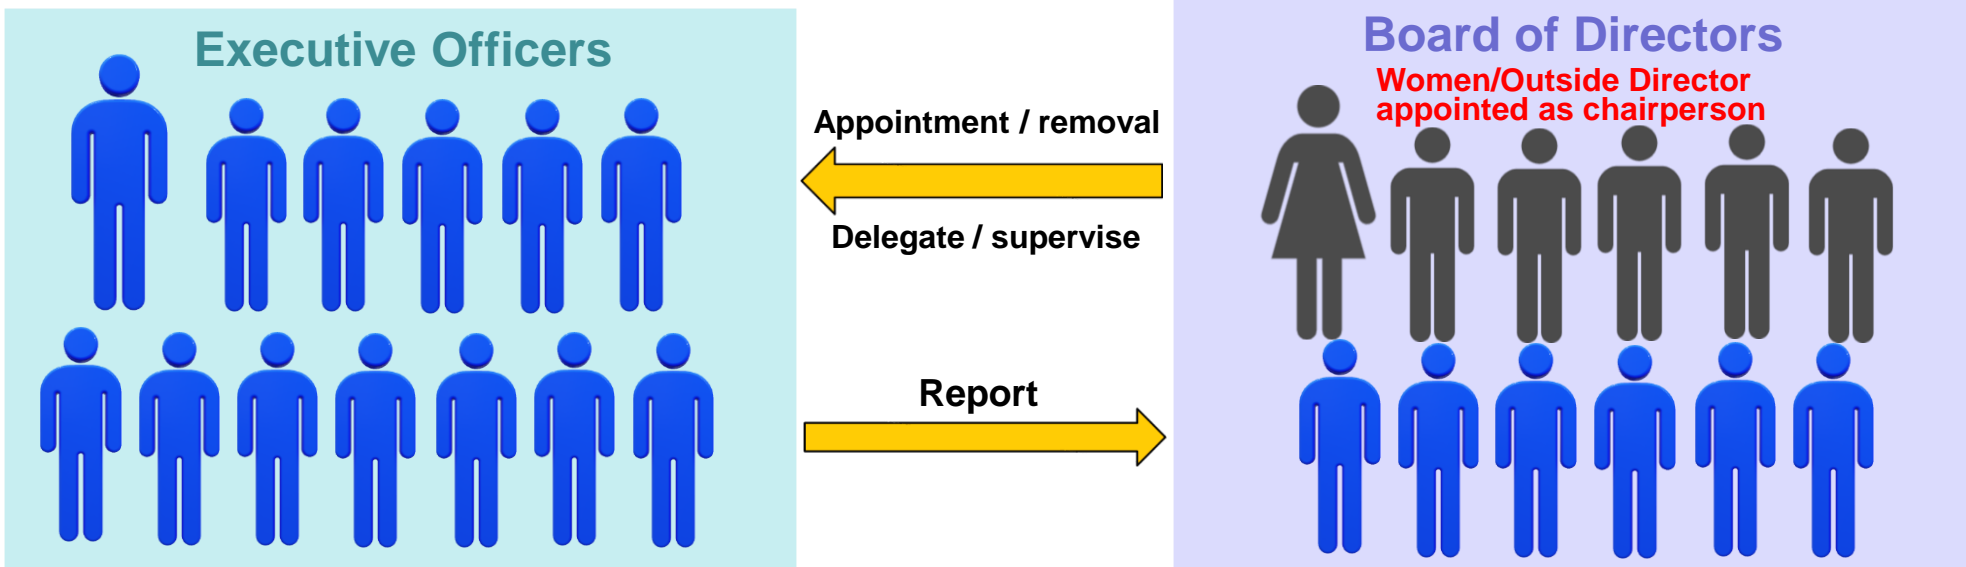 Executive Officers
Appointment / removal
Delegate / supervise
Report
Board of Directors
Women/Outside Director
appointed as chairperson